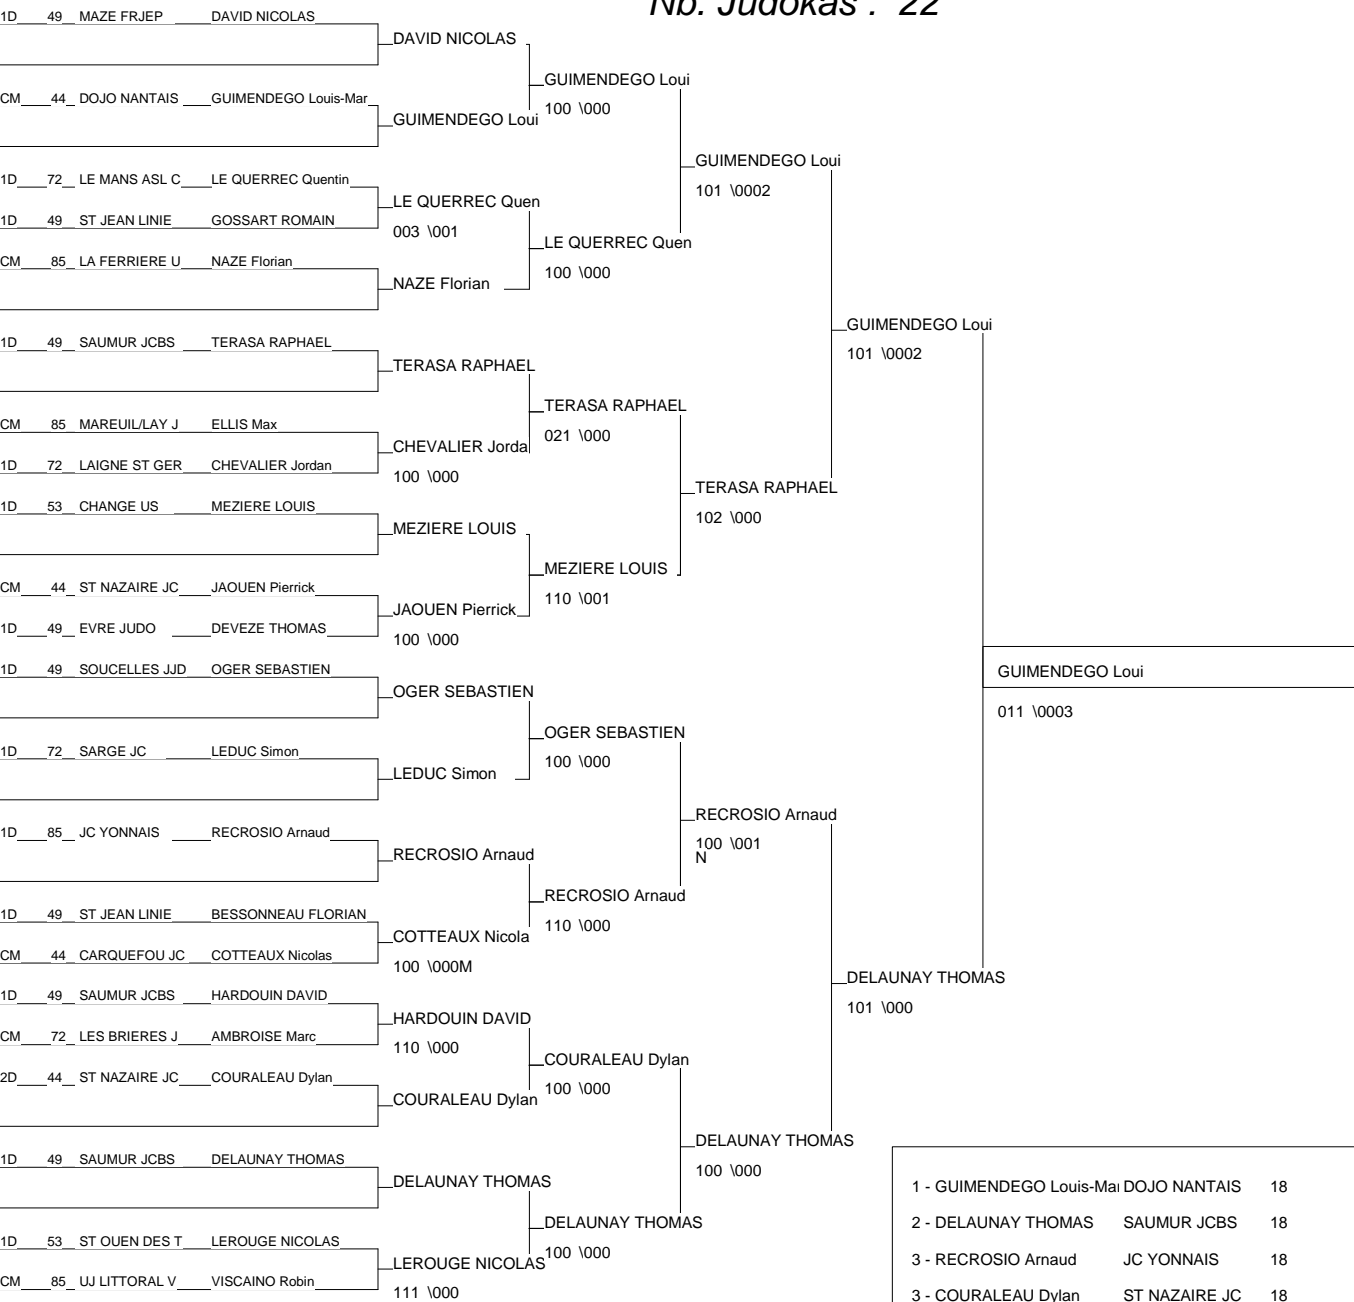 Nb. Judokas : 22
1D 49 MAZE FRJEP DAVID NICOLAS
DAVID NICOLAS
GUIMENDEGO Loui
100 \000
CM 44 DOJO NANTAIS GUIMENDEGO Louis-Mar
GUIMENDEGO Loui
GUIMENDEGO Loui
101 \0002
1D 72 LE MANS ASL C LE QUERREC Quentin
LE QUERREC Quen
003 \001
1D 49 ST JEAN LINIE GOSSART ROMAIN
LE QUERREC Quen
100 \000
CM 85 LA FERRIERE U NAZE Florian
NAZE Florian
GUIMENDEGO Loui
101 \0002
1D 49 SAUMUR JCBS TERASA RAPHAEL
TERASA RAPHAEL
TERASA RAPHAEL
021 \000
CM 85 MAREUIL/LAY J ELLIS Max
CHEVALIER Jorda
100 \000
1D 72 LAIGNE ST GER CHEVALIER Jordan
TERASA RAPHAEL
102 \000
1D 53 CHANGE US MEZIERE LOUIS
MEZIERE LOUIS
MEZIERE LOUIS
110 \001
CM 44 ST NAZAIRE JC JAOUEN Pierrick
JAOUEN Pierrick
100 \000
1D 49 EVRE JUDO DEVEZE THOMAS
GUIMENDEGO Loui
011 \0003
1D 49 SOUCELLES JJD OGER SEBASTIEN
OGER SEBASTIEN
OGER SEBASTIEN
100 \000
1D 72 SARGE JC LEDUC Simon
LEDUC Simon
RECROSIO Arnaud
100 \001
N
1D 85 JC YONNAIS RECROSIO Arnaud
RECROSIO Arnaud
RECROSIO Arnaud
110 \000
1D 49 ST JEAN LINIE BESSONNEAU FLORIAN
COTTEAUX Nicola
100 \000M
CM 44 CARQUEFOU JC COTTEAUX Nicolas
DELAUNAY THOMAS
101 \000
1D 49 SAUMUR JCBS HARDOUIN DAVID
HARDOUIN DAVID
110 \000
CM 72 LES BRIERES J AMBROISE Marc
COURALEAU Dylan
100 \000
2D 44 ST NAZAIRE JC COURALEAU Dylan
COURALEAU Dylan
DELAUNAY THOMAS
100 \000
1D 49 SAUMUR JCBS DELAUNAY THOMAS
DELAUNAY THOMAS
DELAUNAY THOMAS
100 \000
1D 53 ST OUEN DES T LEROUGE NICOLAS
LEROUGE NICOLAS
111 \000
CM 85 UJ LITTORAL V VISCAINO Robin
1 - GUIMENDEGO Louis-Mar DOJO NANTAIS 18
2 - DELAUNAY THOMAS SAUMUR JCBS 18
3 - RECROSIO Arnaud JC YONNAIS 18
3 - COURALEAU Dylan ST NAZAIRE JC 18